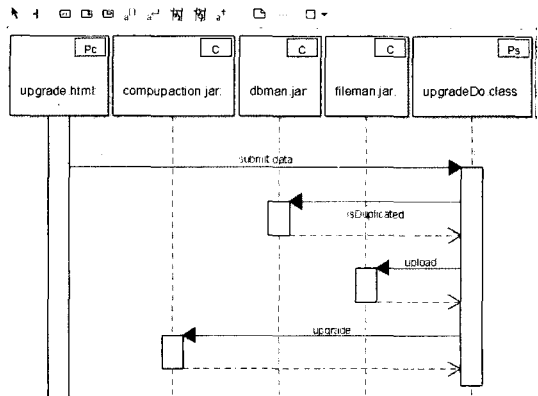 Pc
C
C
C
Ps
upgrade.html
compupaction.jar.
dbman.jar
fileman.jar.
upgradeDo.class
submit data
isDuplicated
upload
upgrade